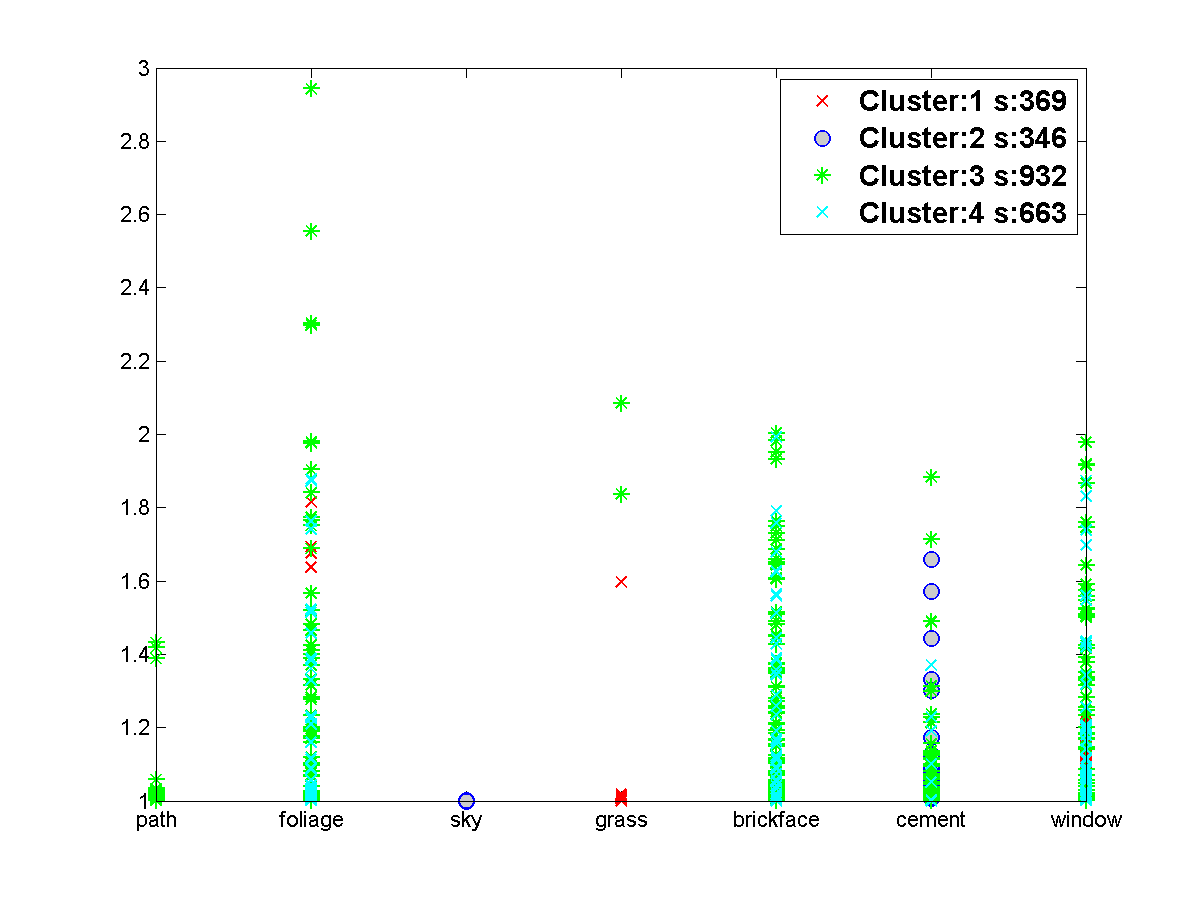 3
2.8
2.6
2.4
2.2
2
1.8
1.6
1.4
1.2
1
path foliage sky grass brickface cement window
Cluster:1 s:369
Cluster:2 s:346
Cluster:3 s:932
Cluster:4 s:663